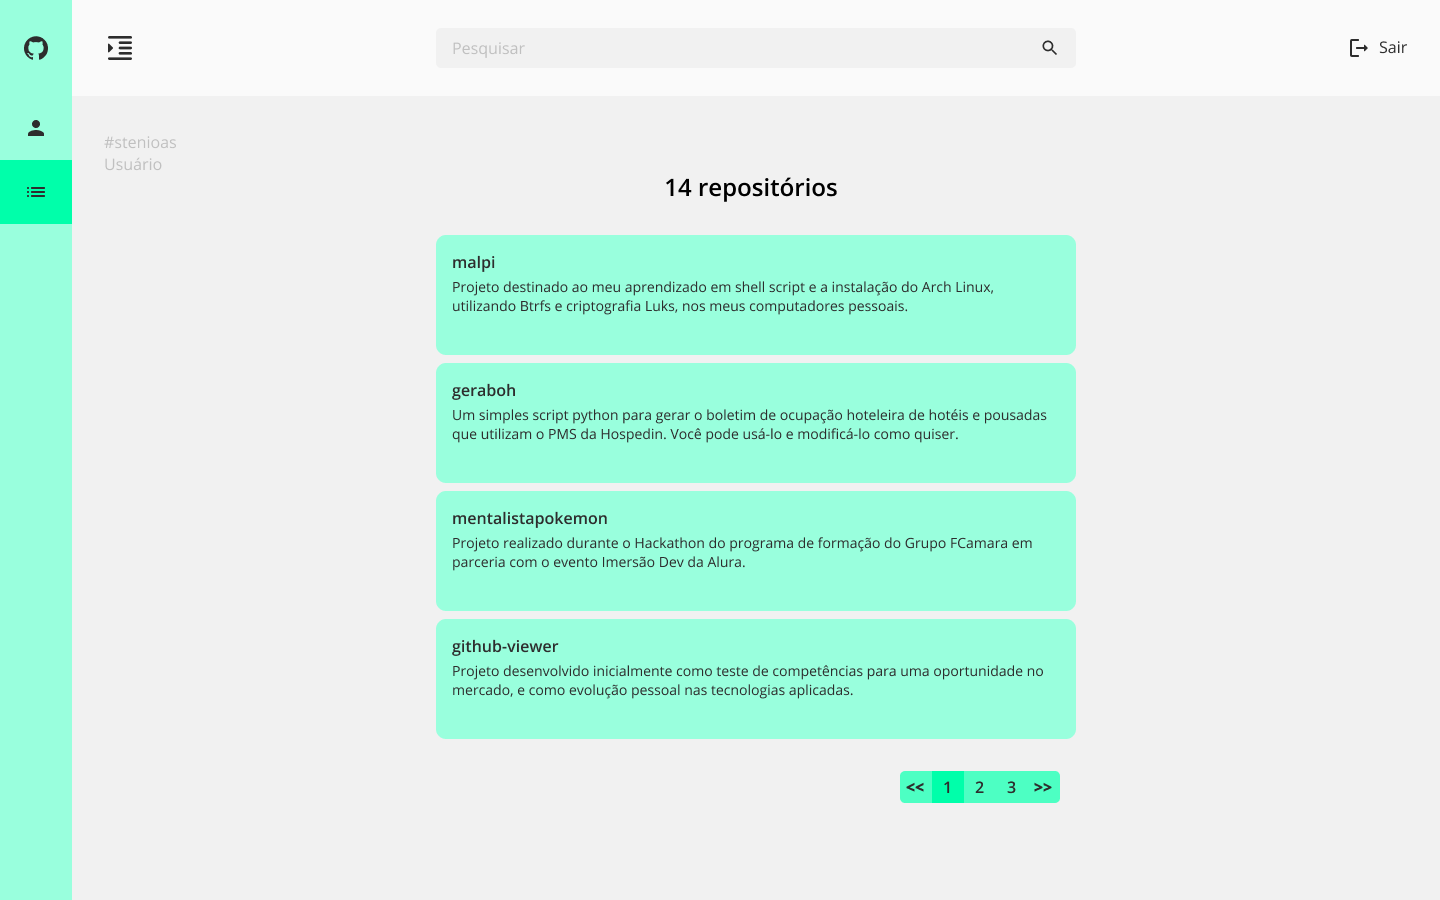 Pesquisar
Sair
#stenioas
Usuário
14 repositórios
malpi
Projeto destinado ao meu aprendizado em shell script e a instalação do Arch Linux,
utilizando Btrfs e criptografia Luks, nos meus computadores pessoais.
geraboh
Um simples script python para gerar o boletim de ocupação hoteleira de hotéis e pousadas
que utilizam o PMS da Hospedin. Você pode usá-lo e modificá-lo como quiser.
mentalistapokemon
Projeto realizado durante o Hackathon do programa de formação do Grupo FCamara em
parceria com o evento Imersão Dev da Alura.
github-viewer
Projeto desenvolvido inicialmente como teste de competências para uma oportunidade no
mercado, e como evolução pessoal nas tecnologias aplicadas.
<< 1 2 3 >>